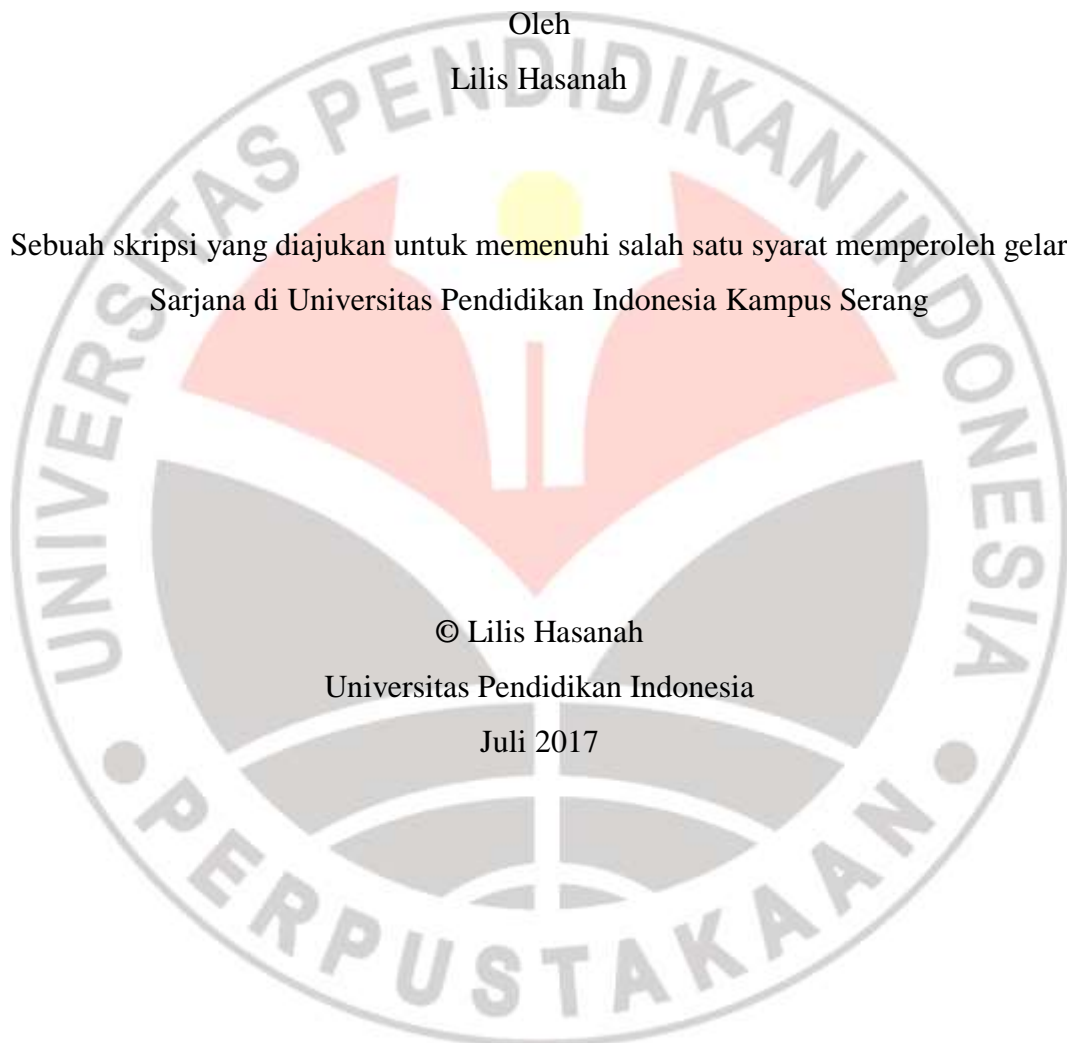 Oleh
Lilis Hasanah
Sebuah skripsi yang diajukan untuk memenuhi salah satu syarat memperoleh gelar
Sarjana di Universitas Pendidikan Indonesia Kampus Serang
© Lilis Hasanah
Universitas Pendidikan Indonesia
Juli 2017
UNIVERSITAS PENDIDIKAN INDONESIA
PERPUSTAKAAN